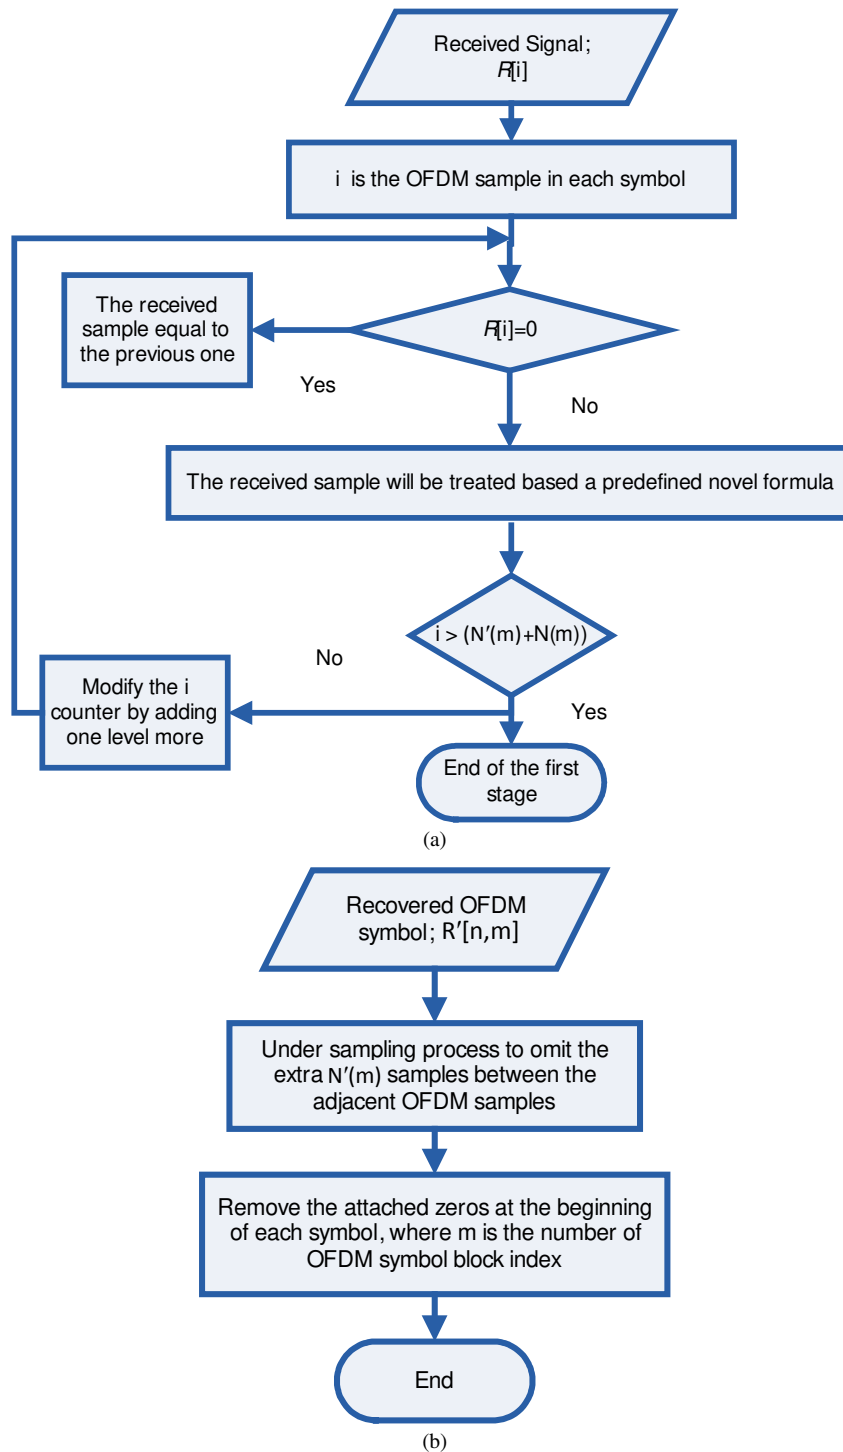 Received Signal;
R[i]
i is the OFDM sample in each symbol
The received
sample equal to
the previous one
R[i]=0
Yes
No
The received sample will be treated based a predefined novel formula
i > (N′(m)+N(m))
No
Modify the i
counter by adding
one level more
Yes
End of the first
stage
(a)
Recovered OFDM
symbol; R′[n,m]
Under sampling process to omit the
extra N′(m) samples between the
adjacent OFDM samples
Remove the attached zeros at the beginning
of each symbol, where m is the number of
OFDM symbol block index
End
(b)